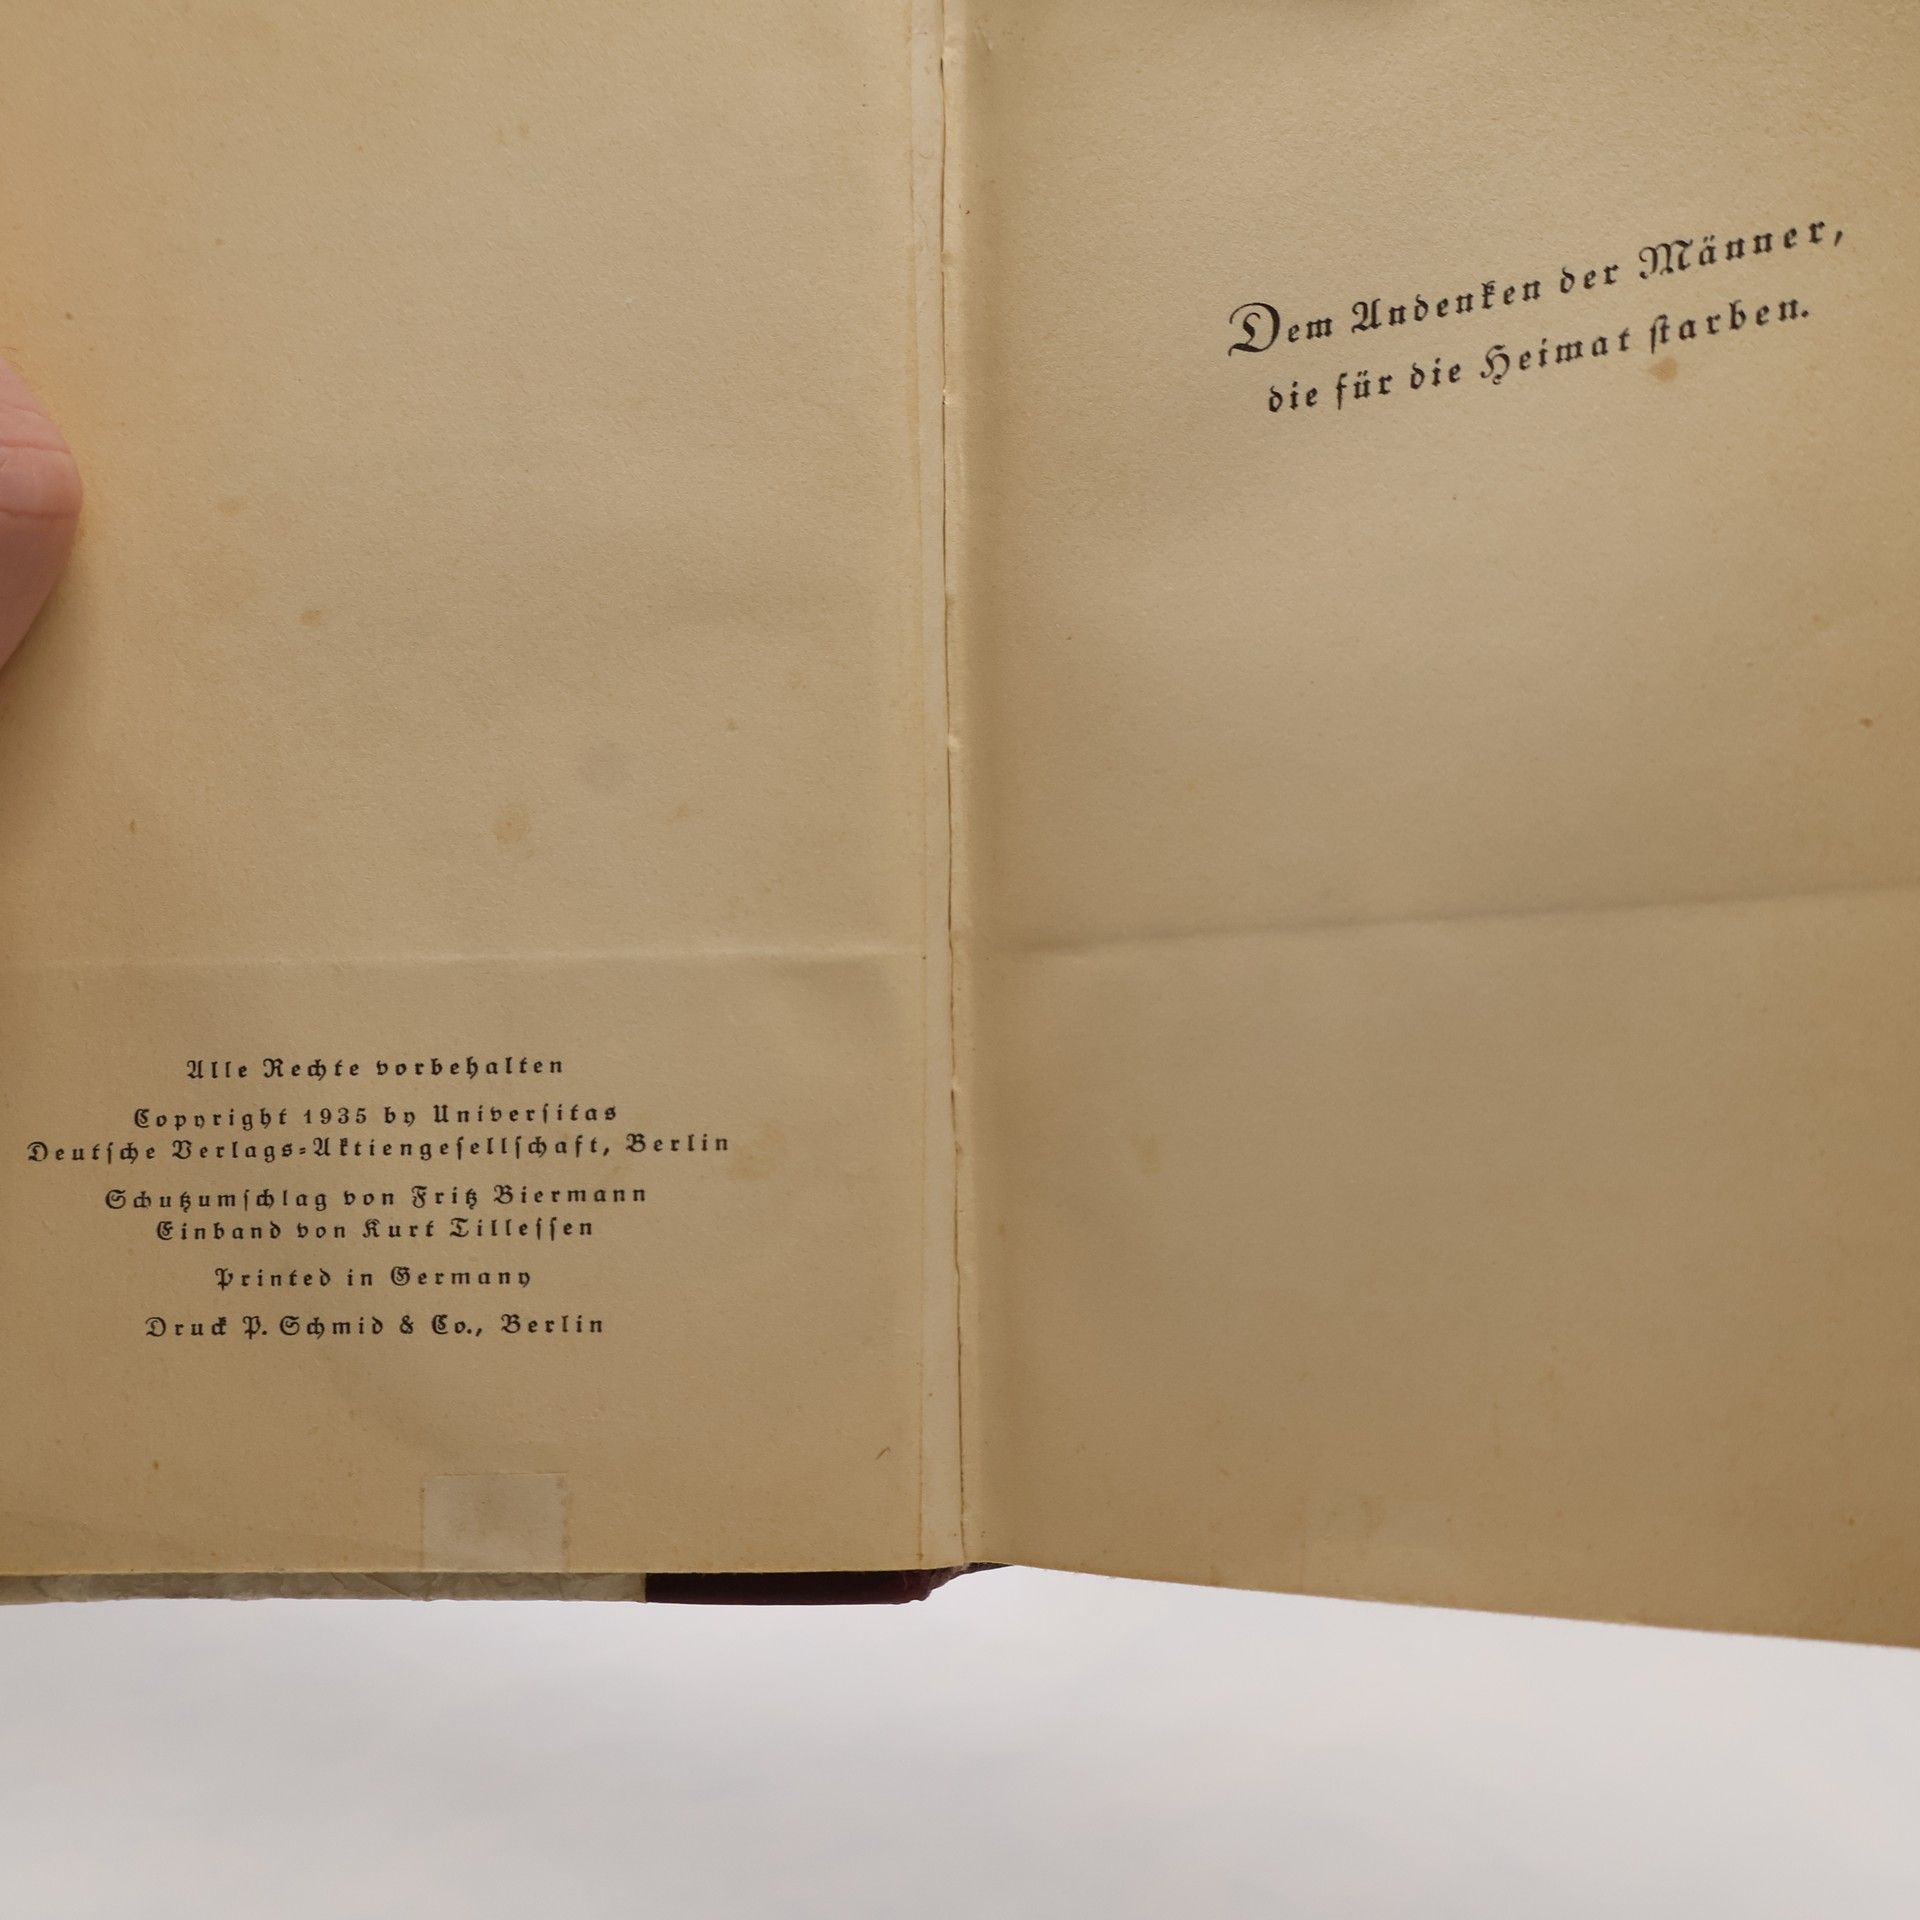 Alle Rechte vorbehalten
Copyright 1935 by Universitas
Deutsche Verlags-Aktiengesellschaft, Berlin
Schutzumschlag von Fritz Biermann
Einband von Kurt Tillessen
Printed in Germany
Druck P. Schmid & Co., Berlin
Dem Andenken der Männer,
die für die Heimat starben.